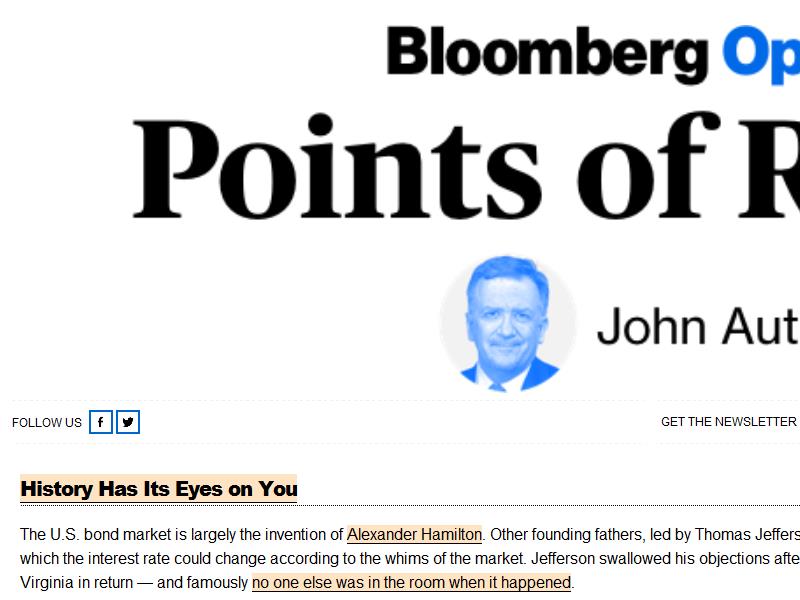 Bloomberg Op
Points of R
John Aut
FOLLOW US
GET THE NEWSLETTER
History Has Its Eyes on You
The U.S. bond market is largely the invention of Alexander Hamilton. Other founding fathers, led by Thomas Jeffers
which the interest rate could change according to the whims of the market. Jefferson swallowed his objections afte
Virginia in return — and famously no one else was in the room when it happened.